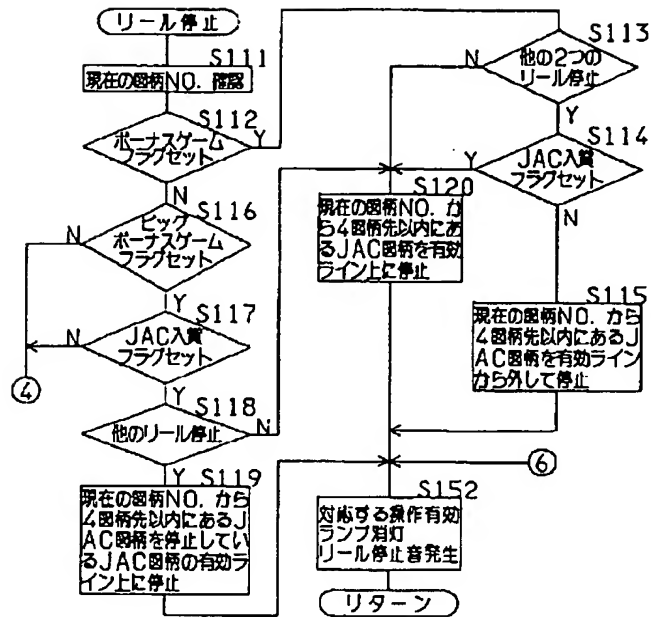 リール停止
S111
現在の図柄NO．確認
S112
ボーナスゲーム
フラグセット
Y
N
S116
ビッグ
ボーナスゲーム
フラグセット
N
Y
S117
JAC入賞
フラグセット
N
④
Y
S118
他のリール停止
N
Y
S119
現在の図柄NO．から
4図柄先以内にあるJ
AC図柄を停止してい
るJAC図柄の有効ラ
イン上に停止
S113
他の2つの
リール停止
N
Y
S114
JAC入賞
フラグセット
Y
N
S120
現在の図柄NO．か
ら4図柄先以内にあ
るJAC図柄を有効
ライン上に停止
S115
現在の図柄NO．から
4図柄先以内にあるJ
AC図柄を有効ライン
から外して停止
⑥
S152
対応する操作有効
ランプ消灯
リール停止音発生
リターン